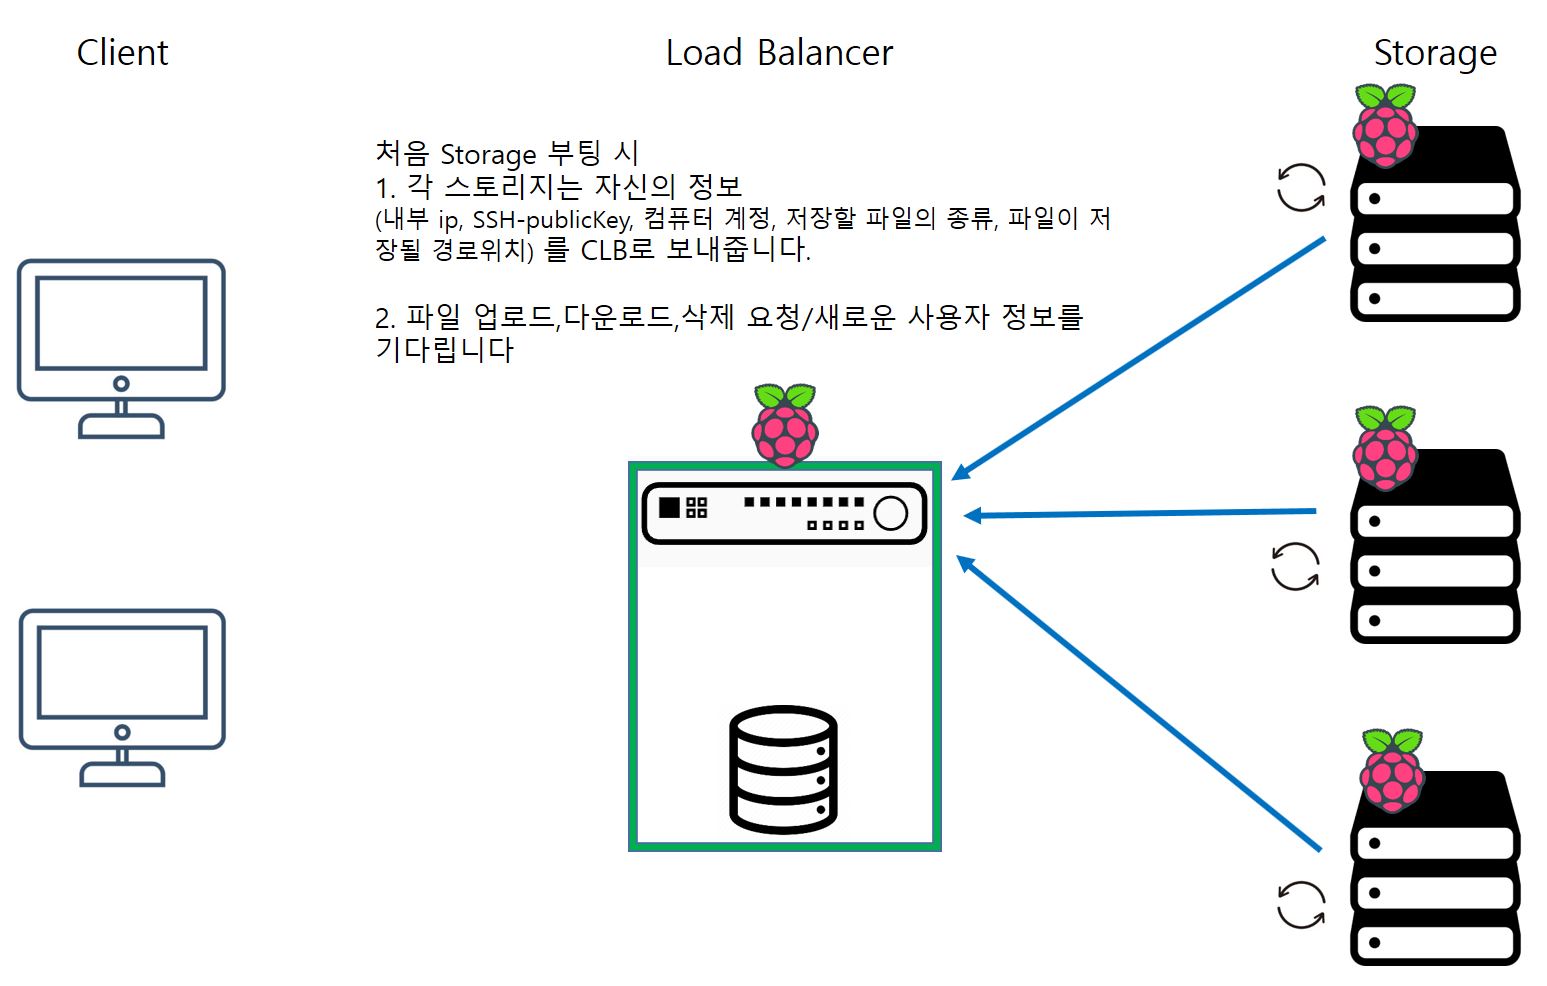 Client
Load Balancer
Storage
처음 Storage 부팅 시
1. 각 스토리지는 자신의 정보
(내부 ip, SSH-publicKey, 컴퓨터 계정, 저장할 파일의 종류, 파일이 저
장될 경로위치) 를 CLB로 보내줍니다.
2. 파일 업로드,다운로드,삭제 요청/새로운 사용자 정보를
기다립니다